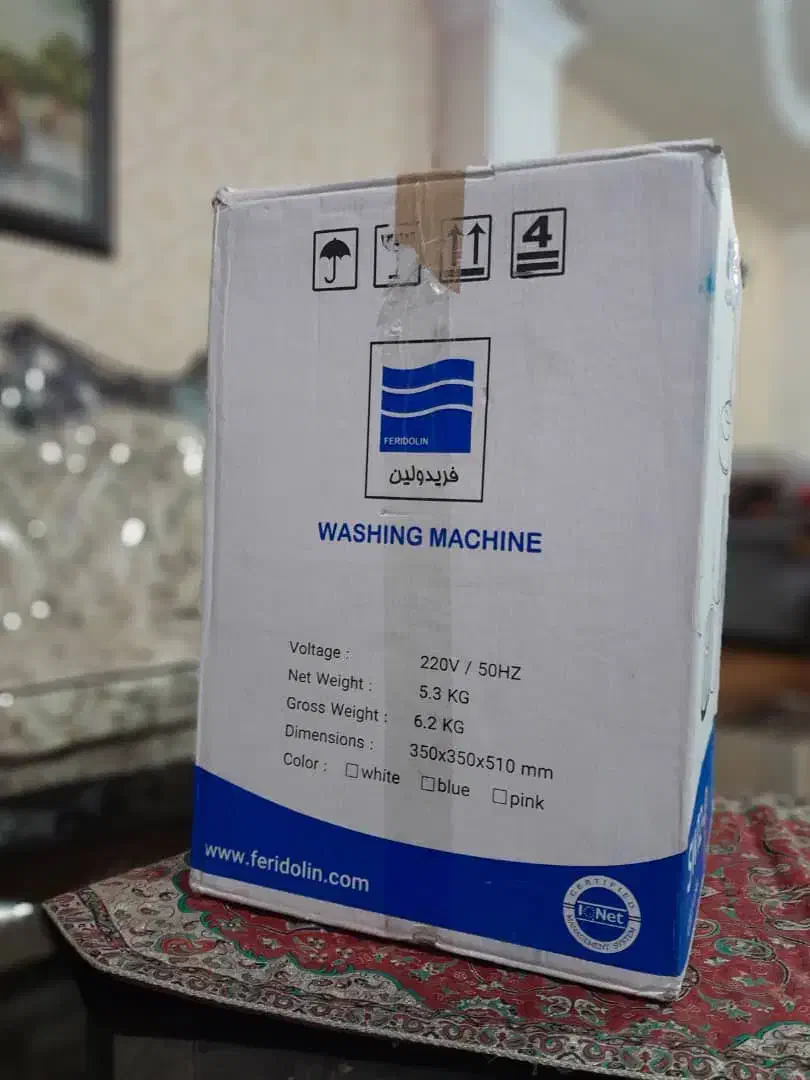 4
FERIDOLIN
فریدولین
WASHING MACHINE
Voltage : 220V / 50HZ
Net Weight : 5.3 KG
Gross Weight : 6.2 KG
Dimensions : 350x350x510 mm
Color : white blue pink
www.feridolin.com
CERTIFIED
IQNet
MANAGEMENT SYSTEM